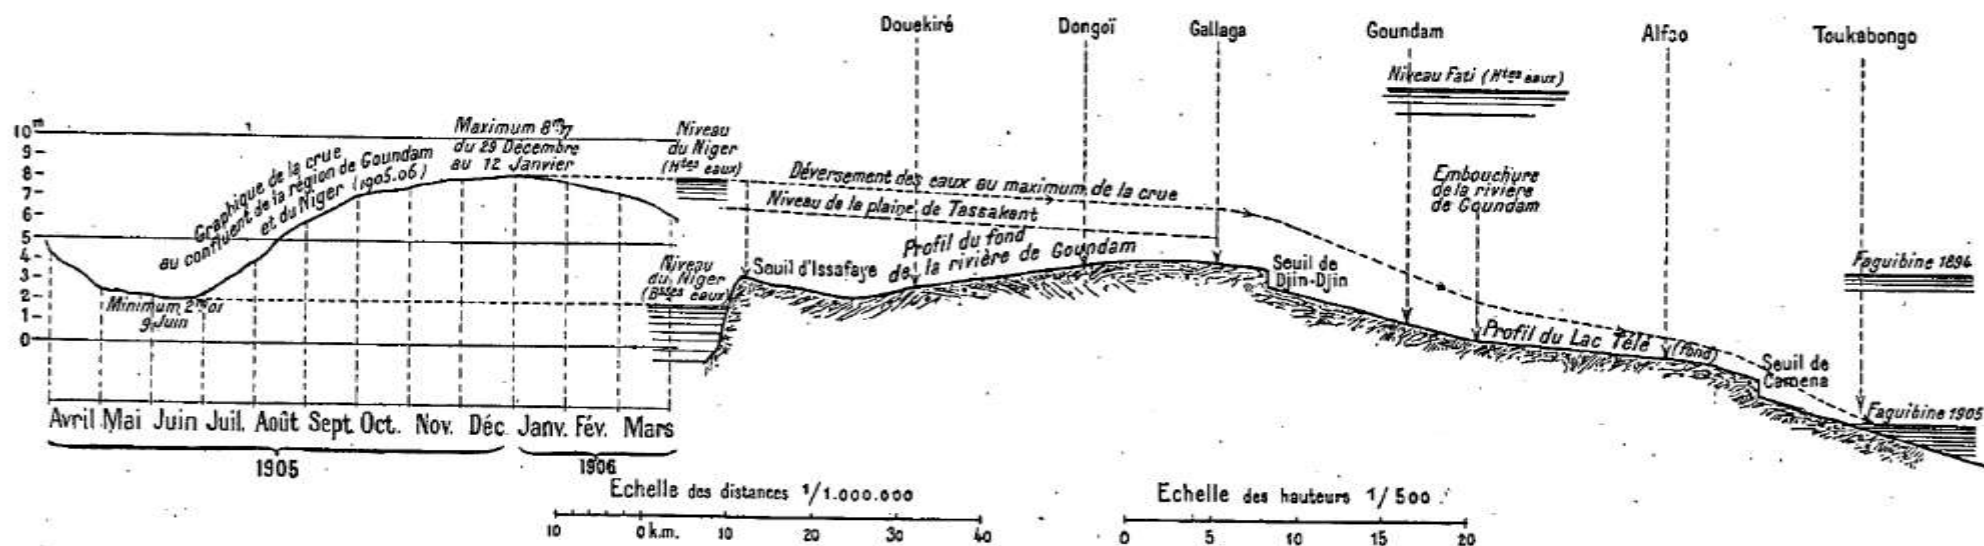 Douekiré
Dongoï
Gallaga
Goundam
Alfao
Toukabongo
10m
9
8
7
6
5
4
3
2
1
0
Graphique de la crue
au confluent de la région de Goundam
et du Niger (1905.06)
Maximum 8m17
du 29 Décembre
au 12 Janvier
Minimum 2m01
9 Juin
Niveau
du Niger
(Htes eaux)
Niveau
du Niger
(Bsses eaux)
Déversement des eaux au maximum de la crue
Niveau de la plaine de Tassakant
Seuil d'Issafaye
Profil du fond
de la rivière de Goundam
Seuil de
Djin-Djin
Niveau Fati (Htes eaux)
Embouchure
de la rivière
de Goundam
Profil du Lac Télé (fond)
Seuil de
Camena
Faguibine 1894
Faguibine 1905
Avril Mai Juin Juil. Août Sept. Oct. Nov. Déc. Janv. Fév. Mars
1905 1906
Echelle des distances 1/1.000.000
10 0 k.m. 10 20 30 40
Echelle des hauteurs 1/500
0 5 10 15 20